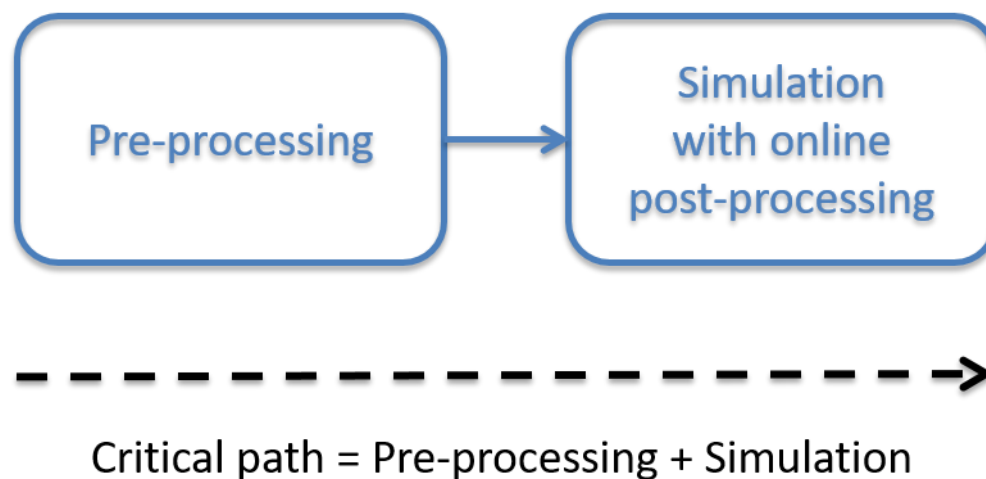 Pre-processing
Simulation
with online
post-processing
Critical path = Pre-processing + Simulation